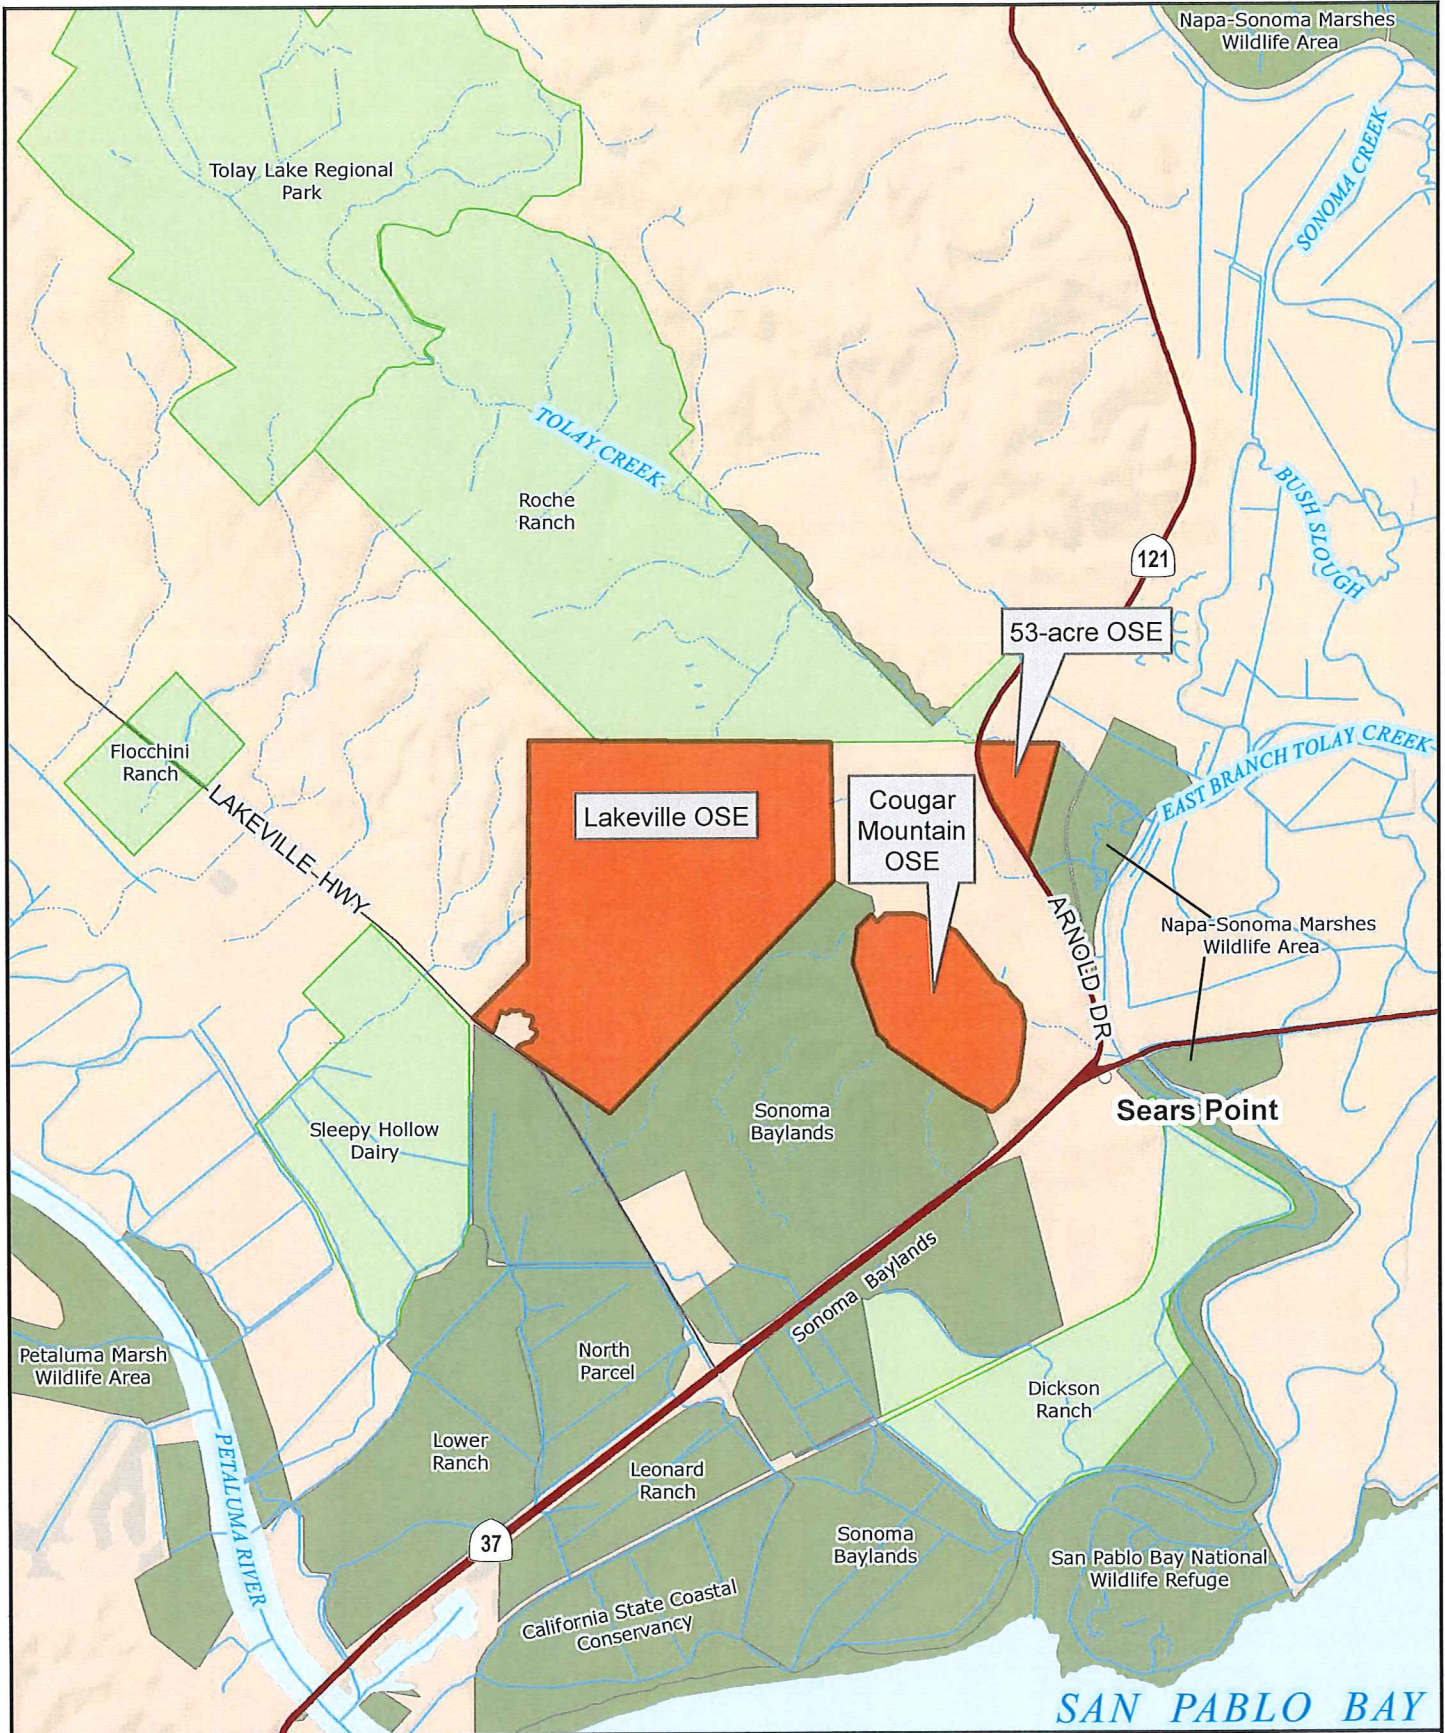 Napa-Sonoma Marshes
Wildlife Area
SONOMA CREEK
Tolay Lake Regional
Park
TOLAY CREEK
Roche
Ranch
BUSH SLOUGH
121
53-acre OSE
Flocchini
Ranch
EAST BRANCH TOLAY CREEK
LAKEVILLE HWY
Lakeville OSE
Cougar
Mountain
OSE
ARNOLD DR
Napa-Sonoma Marshes
Wildlife Area
Sears Point
Sonoma
Baylands
Sleepy Hollow
Dairy
Sonoma Baylands
Petaluma Marsh
Wildlife Area
North
Parcel
Dickson
Ranch
Lower
Ranch
Leonard
Ranch
PETALUMA RIVER
37
Sonoma
Baylands
San Pablo Bay National
Wildlife Refuge
California State Coastal
Conservancy
SAN PABLO BAY